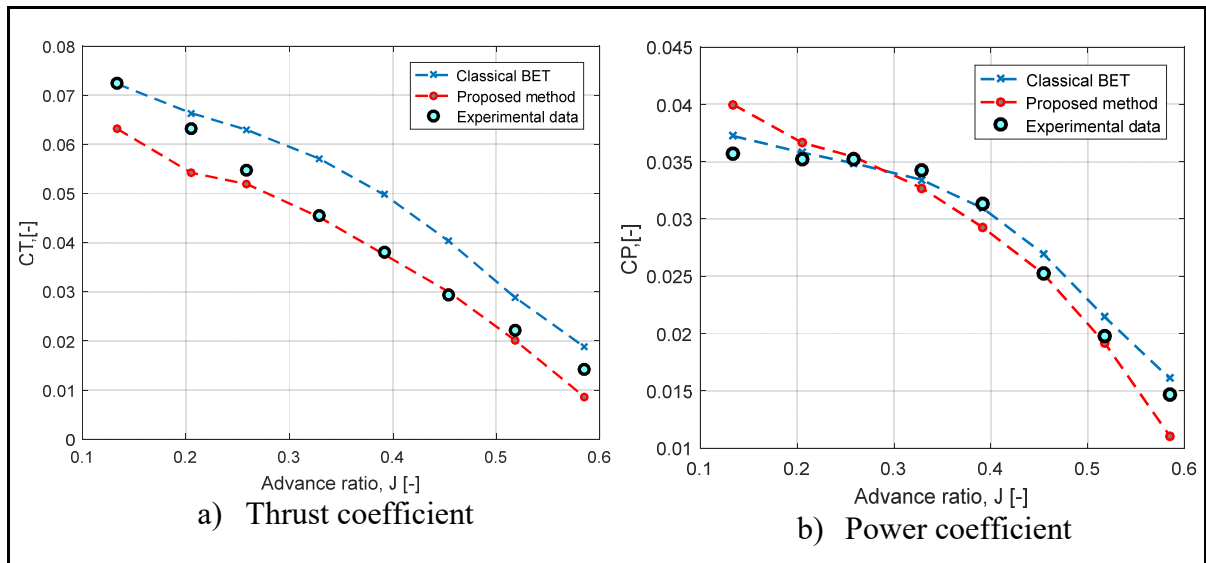 0.08
0.07
0.06
0.05
0.04
0.03
0.02
0.01
0
CT,[-]
Classical BET
Proposed method
Experimental data
0.1 0.2 0.3 0.4 0.5 0.6
Advance ratio, J [-]
a) Thrust coefficient
0.045
0.04
0.035
0.03
0.025
0.02
0.015
0.01
CP,[-]
Classical BET
Proposed method
Experimental data
0.1 0.2 0.3 0.4 0.5 0.6
Advance ratio, J [-]
b) Power coefficient